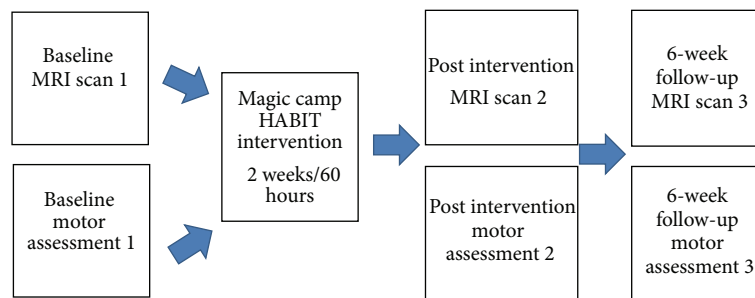 Baseline
MRI scan 1
Baseline
motor
assessment 1
Magic camp
HABIT
intervention
2 weeks/60
hours
Post intervention
MRI scan 2
Post intervention
motor
assessment 2
6-week
follow-up
MRI scan 3
6-week
follow-up
motor
assessment 3